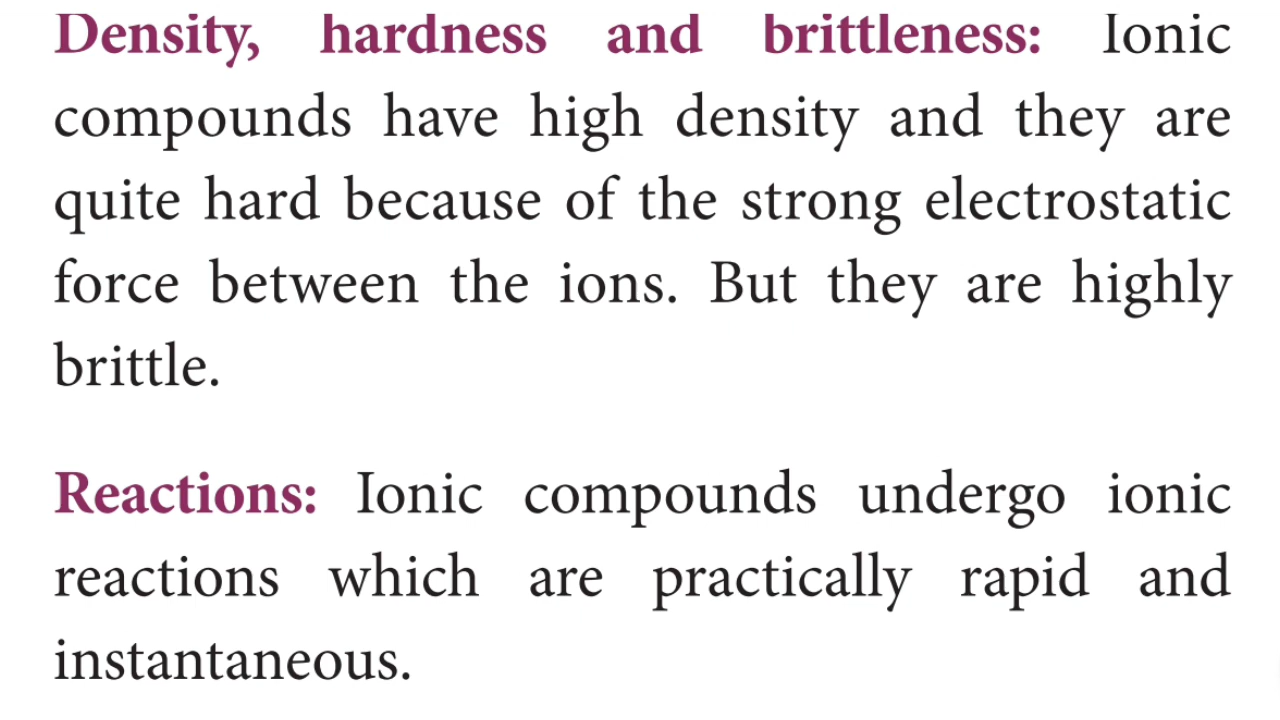 Density, hardness and brittleness: Ionic
compounds have high density and they are
quite hard because of the strong electrostatic
force between the ions. But they are highly
brittle.
Reactions: Ionic compounds undergo ionic
reactions which are practically rapid and
instantaneous.